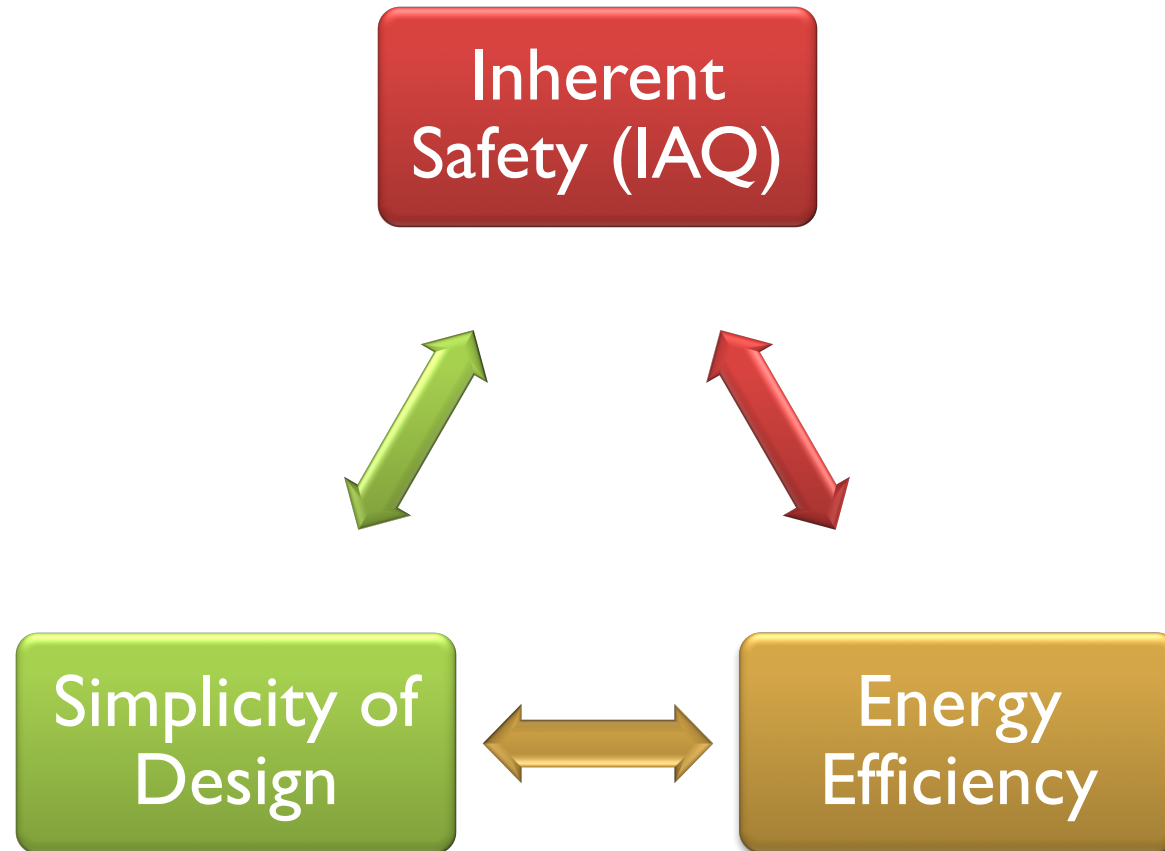 Inherent
Safety (IAQ)
Simplicity of
Design
Energy
Efficiency